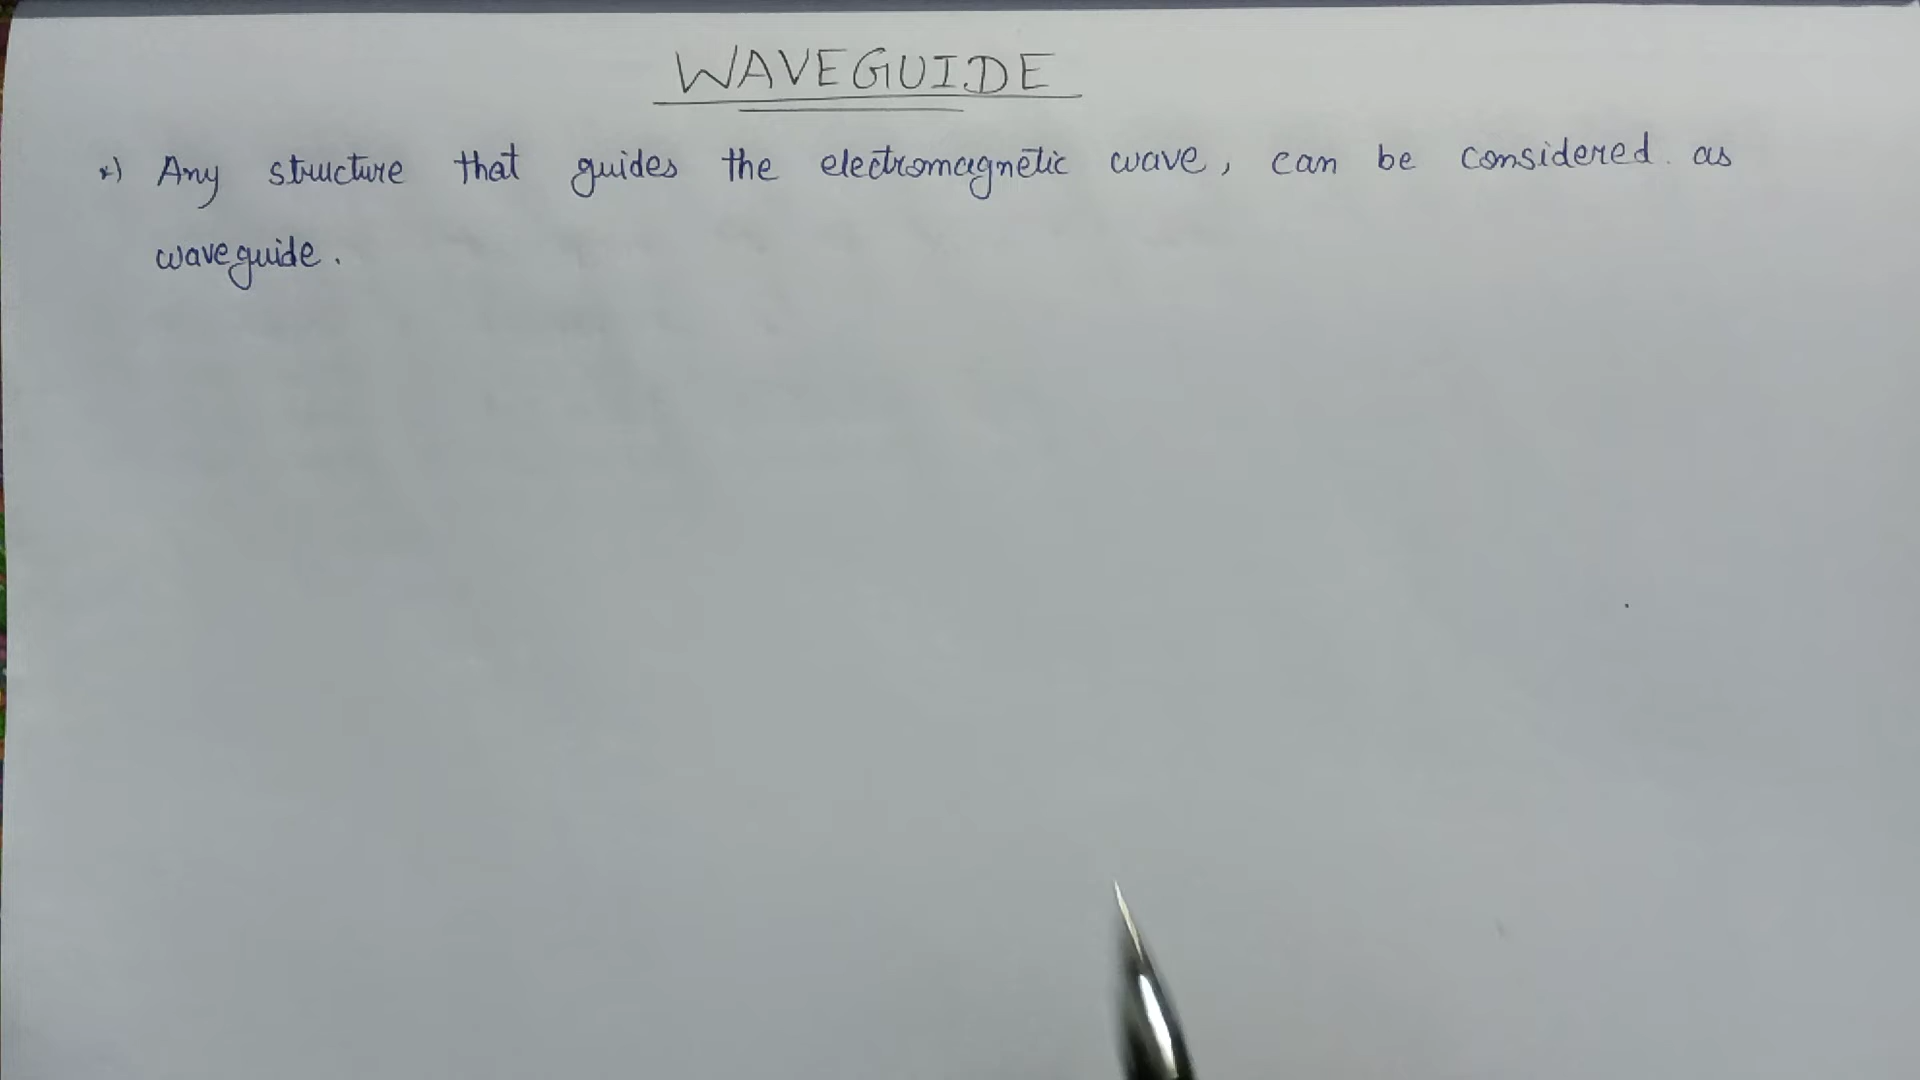 WAVEGUIDE
*) Any structure that guides the electromagnetic wave, can be considered as
waveguide.